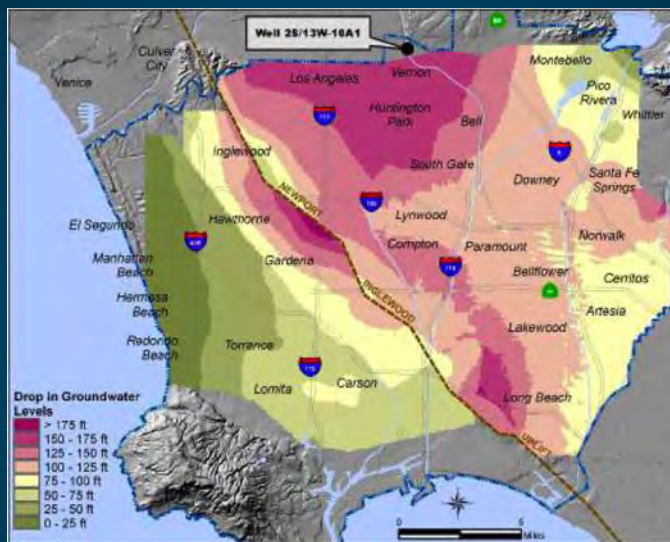 Well 2S/13W-10A1
Culver
City
Venice
Los Angeles
Vernon
Montebello
Pico
Rivera
Whittier
Huntington
Park
Bell
Inglewood
South Gate
Downey
Santa Fe
Springs
NEWPORT
El Segundo
Hawthorne
Lynwood
Norwalk
Compton
Paramount
Manhattan
Beach
Gardena
Bellflower
Cerritos
INGLEWOOD
Hermosa
Beach
Artesia
Redondo
Beach
Torrance
Lakewood
Lomita
Carson
Long Beach
UPLIFT
Drop in Groundwater
Levels
> 175 ft
150 - 175 ft
125 - 150 ft
100 - 125 ft
75 - 100 ft
50 - 75 ft
25 - 50 ft
0 - 25 ft
0
5
Miles